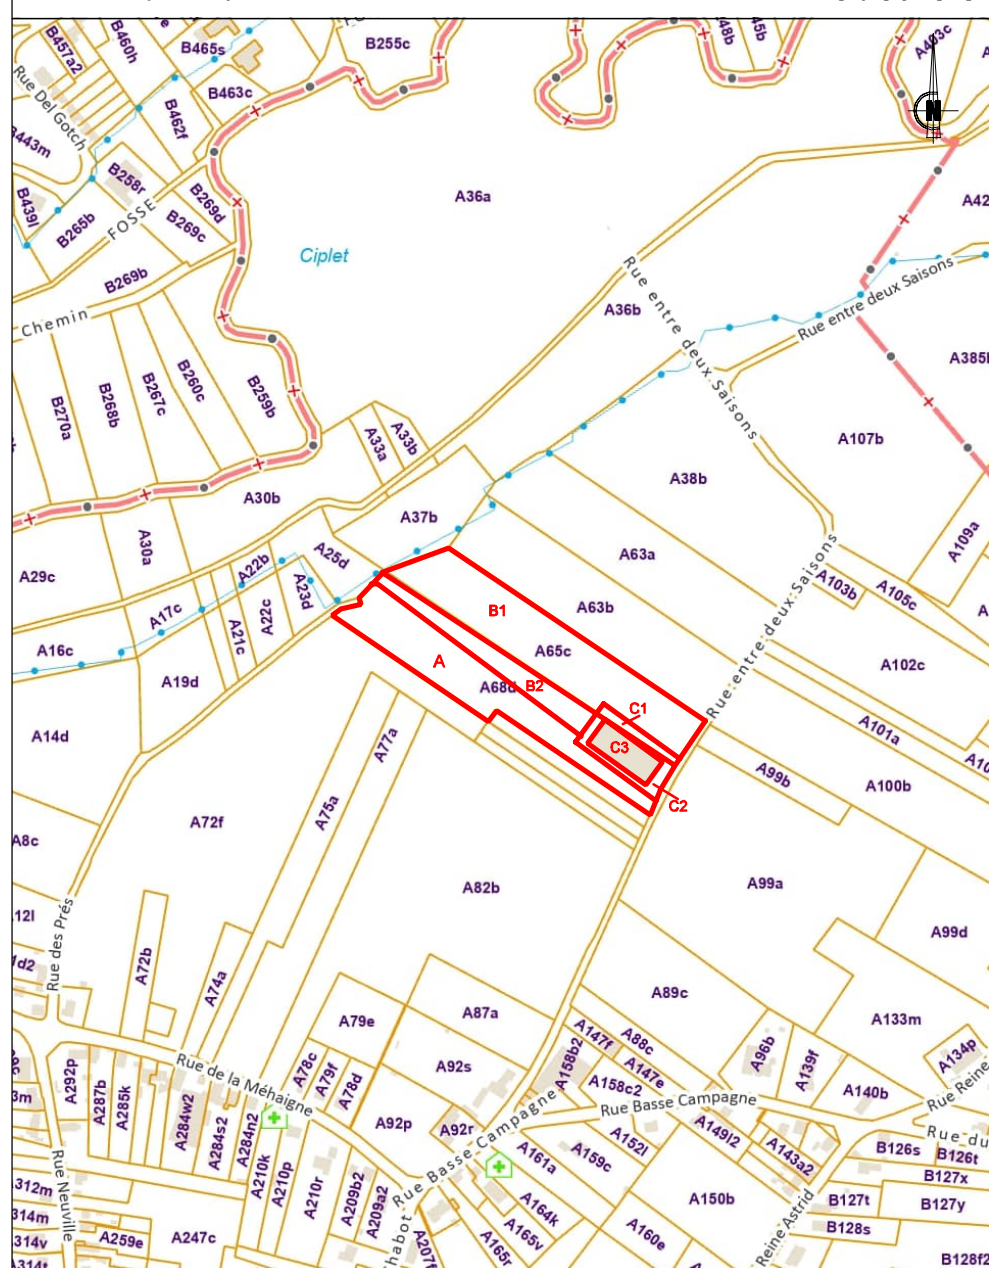 B457a2
B460h
B465s
B255c
A403c
N
Rue Del Gotch
B463c
B462f
B258r
B269d
B439l
B265b
FOSSE
B269c
A36a
Ciplet
B269b
Chemin
Rue entre deux Saisons
A36b
Rue entre deux Saisons
B270a
B268b
B267c
B260c
B259b
A33a
A33b
A107b
A30b
A38b
A37b
A29c
A30a
A22b
A25d
A63a
A109a
A23d
A103b
A105c
A17c
A21c
A22c
B1
A63b
A16c
A65c
A102c
A
A68d
B2
A19d
Rue entre deux Saisons
C1
A14d
A77a
C3
A101a
A99b
A100b
C2
A75a
A72f
A8c
A82b
A99a
A99d
Rue des Prés
A72b
A74a
A89c
A87a
A79e
A133m
A147f
A88c
A96b
A139f
A134p
Rue de la Méhaigne
A78c
A79f
A78d
A92s
A158b2
A147e
A158c2
A140b
A292p
A287b
A285k
A284w2
A284s2
A284n2
Rue Basse Campagne
Rue Reine
A92p
A92r
Rue Basse Campagne
A152l
A149l2
A143a2
Rue du
B126s
B126t
A210k
A210p
A210r
A209b2
A209a2
A161a
A159c
B127x
Rue Neuville
A150b
B127t
B127y
A164k
A165v
A165r
A160e
Reine Astrid
B128s
A259e
A247c